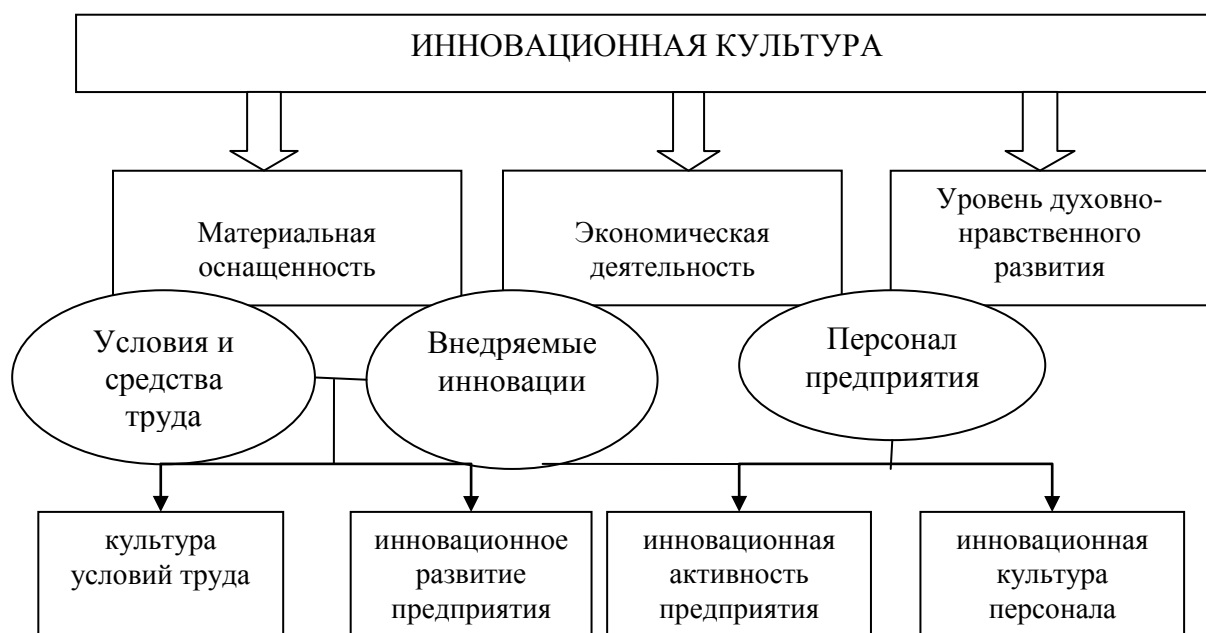 ИННОВАЦИОННАЯ КУЛЬТУРА
Материальная
оснащенность
Экономическая
деятельность
Уровень духовно-
нравственного
развития
Условия и
средства
труда
Внедряемые
инновации
Персонал
предприятия
культура
условий труда
инновационное
развитие
предприятия
инновационная
активность
предприятия
инновационная
культура
персонала